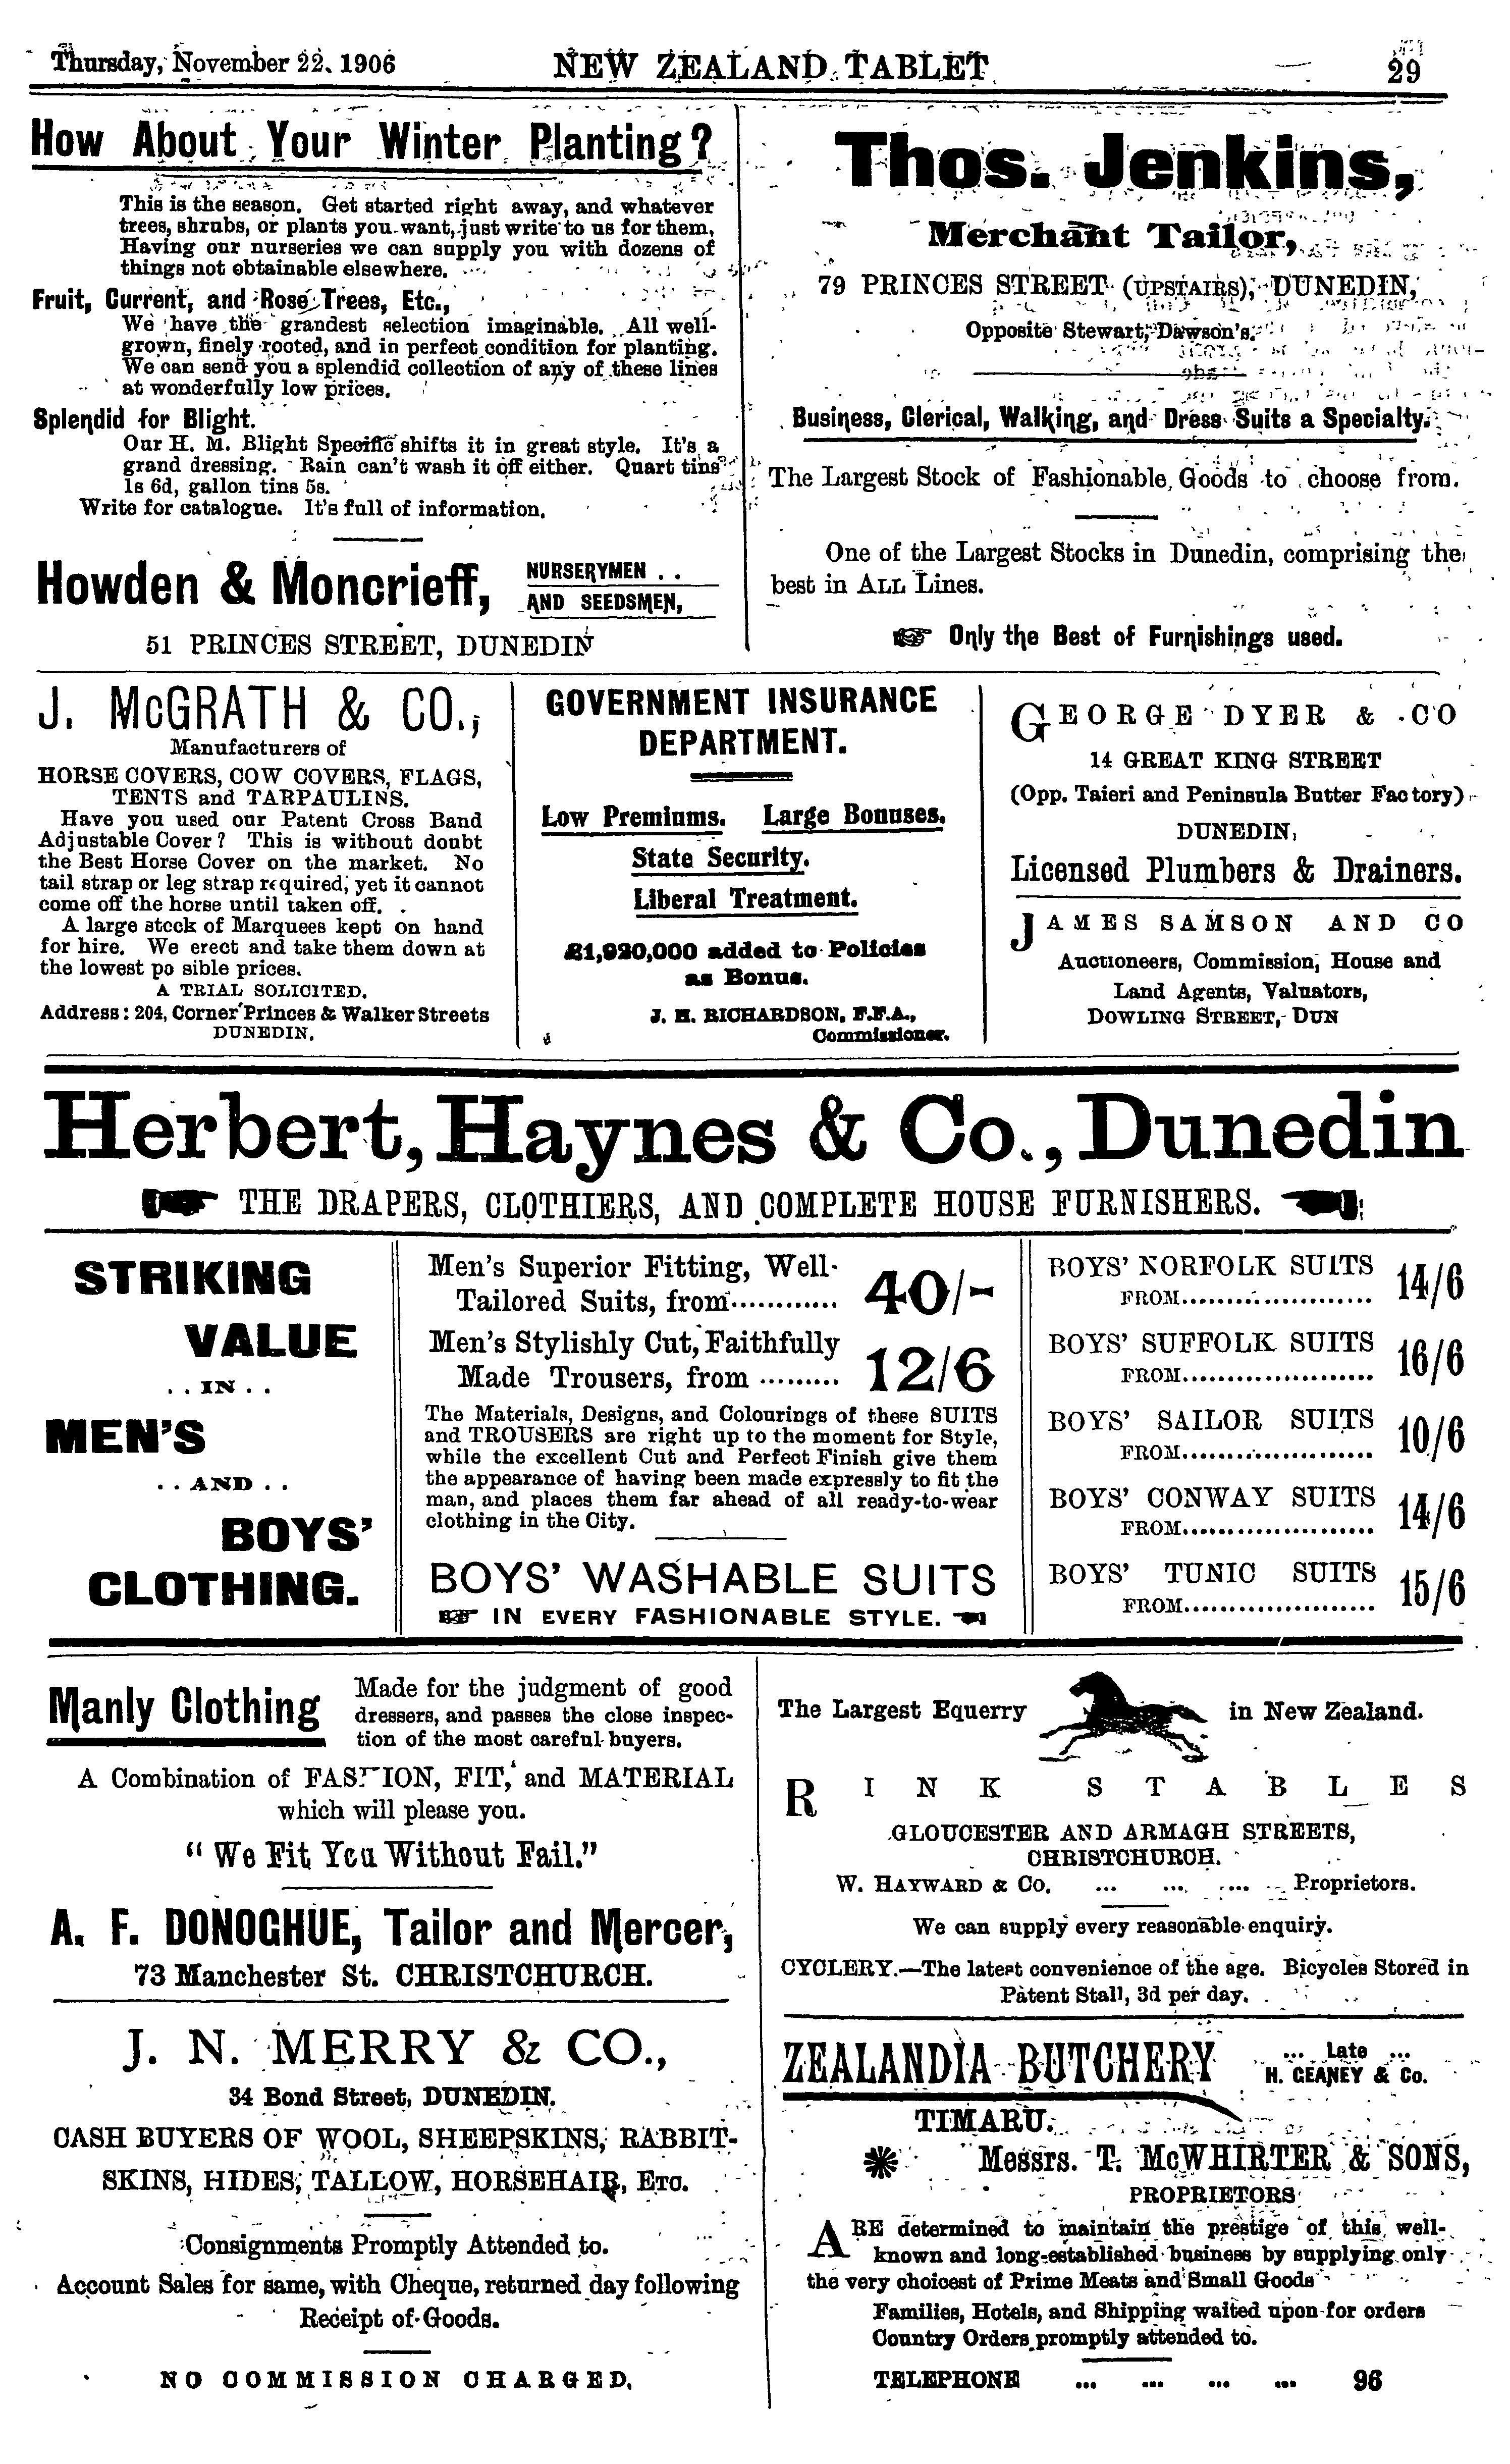 Thursday, November 22, 1906
NEW ZEALAND TABLET
29
How About Your Winter Planting?
This is the season. Get started right away, and whatever
trees, shrubs, or plants you want, just write to us for them,
Having our nurseries we can supply you with dozens of
things not obtainable elsewhere.
Fruit, Current, and Rose Trees, Etc.,
We have the grandest selection imaginable. All well-
grown, finely rooted, and in perfect condition for planting.
We can send you a splendid collection of any of these lines
at wonderfully low prices.
Splendid for Blight.
Our H. M. Blight Specific shifts it in great style. It's a
grand dressing. Rain can't wash it off either. Quart tins
1s 6d, gallon tins 5s.
Write for catalogue. It's full of information.
Howden & Moncrieff,
NURSERYMEN . .
AND SEEDSMEN,
51 PRINCES STREET, DUNEDIN
Thos. Jenkins,
Merchant Tailor,
79 PRINCES STREET (UPSTAIRS), DUNEDIN,
Opposite Stewart, Dawson's.
Business, Clerical, Walking, and Dress Suits a Specialty.
The Largest Stock of Fashionable Goods to choose from.
One of the Largest Stocks in Dunedin, comprising the
best in ALL Lines.
☞ Only the Best of Furnishings used.
J. McGRATH & CO.,
Manufacturers of
HORSE COVERS, COW COVERS, FLAGS,
TENTS and TARPAULINS.
Have you used our Patent Cross Band
Adjustable Cover? This is without doubt
the Best Horse Cover on the market. No
tail strap or leg strap required, yet it cannot
come off the horse until taken off.
A large stock of Marquees kept on hand
for hire. We erect and take them down at
the lowest po sible prices.
A TRIAL SOLICITED.
Address: 204, Corner Princes & Walker Streets
DUNEDIN.
GOVERNMENT INSURANCE
DEPARTMENT.
Low Premiums. Large Bonuses.
State Security.
Liberal Treatment.
£1,920,000 added to Policies
as Bonus.
J. H. RICHARDSON, F.F.A.,
Commissioner.
GEORGE DYER & CO
14 GREAT KING STREET
(Opp. Taieri and Peninsula Butter Factory)
DUNEDIN,
Licensed Plumbers & Drainers.
JAMES SAMSON AND CO
Auctioneers, Commission, House and
Land Agents, Valuators,
DOWLING STREET, DUN
Herbert, Haynes & Co., Dunedin
THE DRAPERS, CLOTHIERS, AND COMPLETE HOUSE FURNISHERS.
STRIKING
VALUE
. . IN . .
MEN'S
. . AND . .
BOYS'
CLOTHING.
Men's Superior Fitting, Well-
Tailored Suits, from............ 40/-
Men's Stylishly Cut, Faithfully
Made Trousers, from ......... 12/6
The Materials, Designs, and Colourings of these SUITS
and TROUSERS are right up to the moment for Style,
while the excellent Cut and Perfect Finish give them
the appearance of having been made expressly to fit the
man, and places them far ahead of all ready-to-wear
clothing in the City.
BOYS' WASHABLE SUITS
☞ IN EVERY FASHIONABLE STYLE. ☜
BOYS' NORFOLK SUITS
FROM..................... 14/6
BOYS' SUFFOLK SUITS
FROM..................... 16/6
BOYS' SAILOR SUITS
FROM..................... 10/6
BOYS' CONWAY SUITS
FROM..................... 14/6
BOYS' TUNIC SUITS
FROM..................... 15/6
Manly Clothing
Made for the judgment of good
dressers, and passes the close inspec-
tion of the most careful buyers.
A Combination of FASHION, FIT, and MATERIAL
which will please you.
"We Fit You Without Fail."
A. F. DONOGHUE, Tailor and Mercer,
73 Manchester St. CHRISTCHURCH.
J. N. MERRY & CO.,
34 Bond Street, DUNEDIN.
CASH BUYERS OF WOOL, SHEEPSKINS, RABBIT-
SKINS, HIDES, TALLOW, HORSEHAIR, ETC.
Consignments Promptly Attended to.
Account Sales for same, with Cheque, returned day following
Receipt of Goods.
NO COMMISSION CHARGED.
The Largest Equerry in New Zealand.
RINK STABLES
GLOUCESTER AND ARMAGH STREETS,
CHRISTCHURCH.
W. HAYWARD & Co. ... ... ... Proprietors.
We can supply every reasonable enquiry.
CYCLERY.—The latest convenience of the age. Bicycles Stored in
Patent Stall, 3d per day.
ZEALANDIA BUTCHERY
... Late ...
H. GEANEY & Co.
TIMARU.
Messrs. T. McWHIRTER & SONS,
PROPRIETORS
ARE determined to maintain the prestige of this well-
known and long-established business by supplying only
the very choicest of Prime Meats and Small Goods
Families, Hotels, and Shipping waited upon for orders
Country Orders promptly attended to.
TELEPHONE ... ... ... ... 96